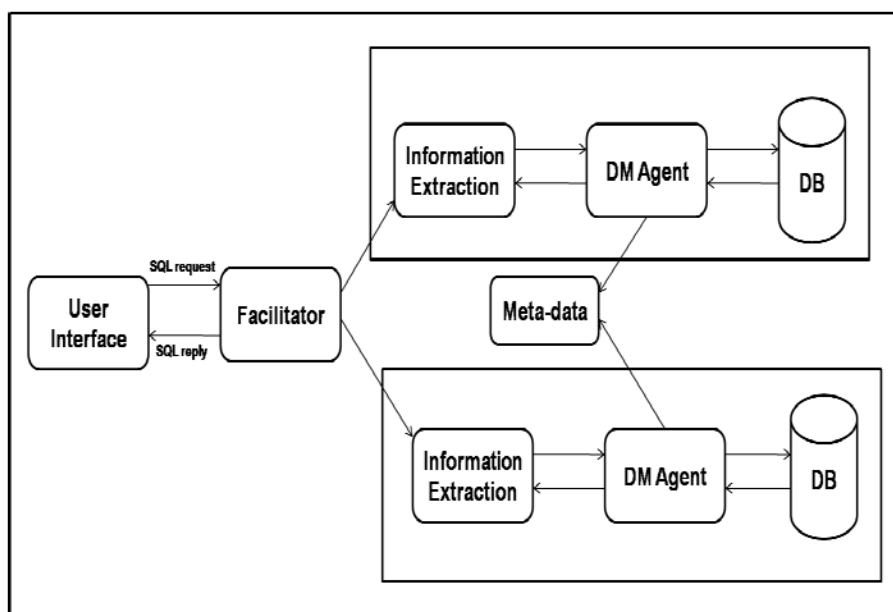 Information
Extraction
DM Agent
DB
SQL request
User
Interface
Facilitator
SQL reply
Meta-data
Information
Extraction
DM Agent
DB